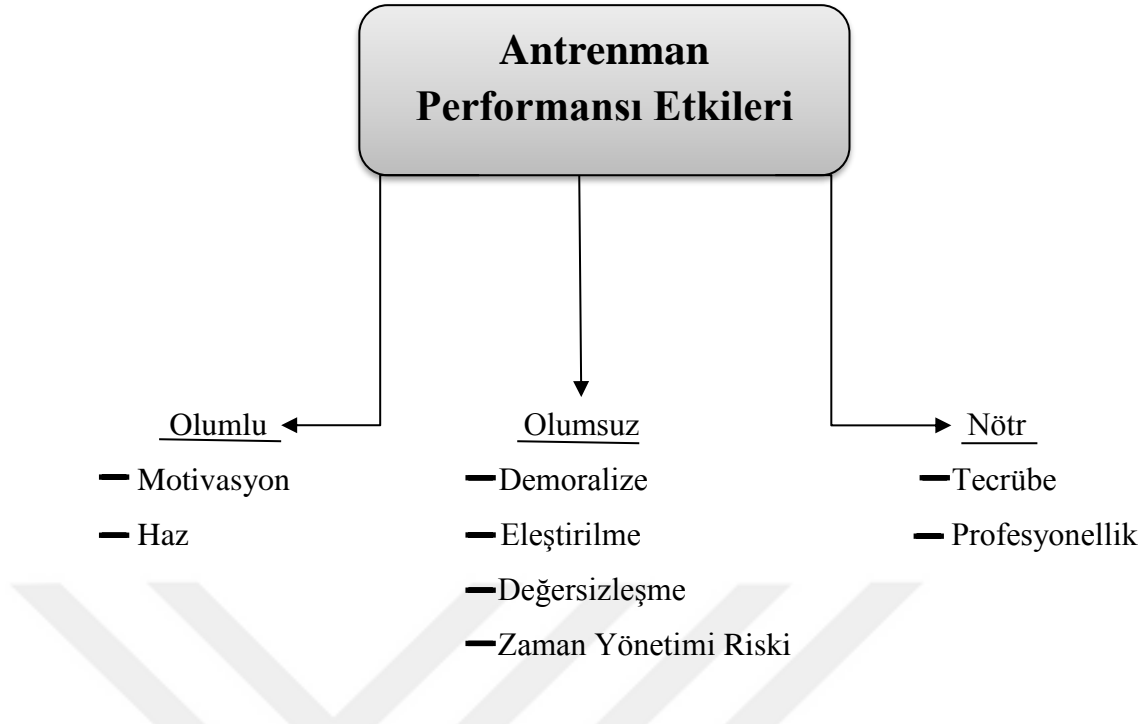 Antrenman
Performansı Etkileri
Olumlu
Motivasyon
Haz
Olumsuz
Demoralize
Eleştirilme
Değersizleşme
Zaman Yönetimi Riski
Nötr
Tecrübe
Profesyonellik